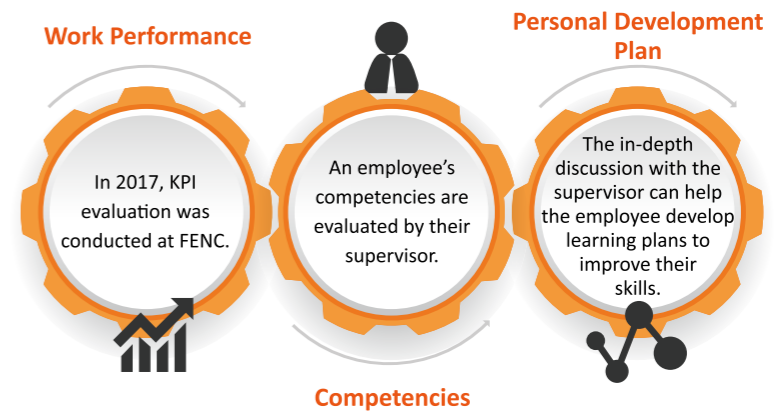 Work Performance
In 2017, KPI
evaluation was
conducted at FENC.
An employee's
competencies are
evaluated by their
supervisor.
Competencies
Personal Development
Plan
The in-depth
discussion with the
supervisor can help
the employee develop
learning plans to
improve their
skills.